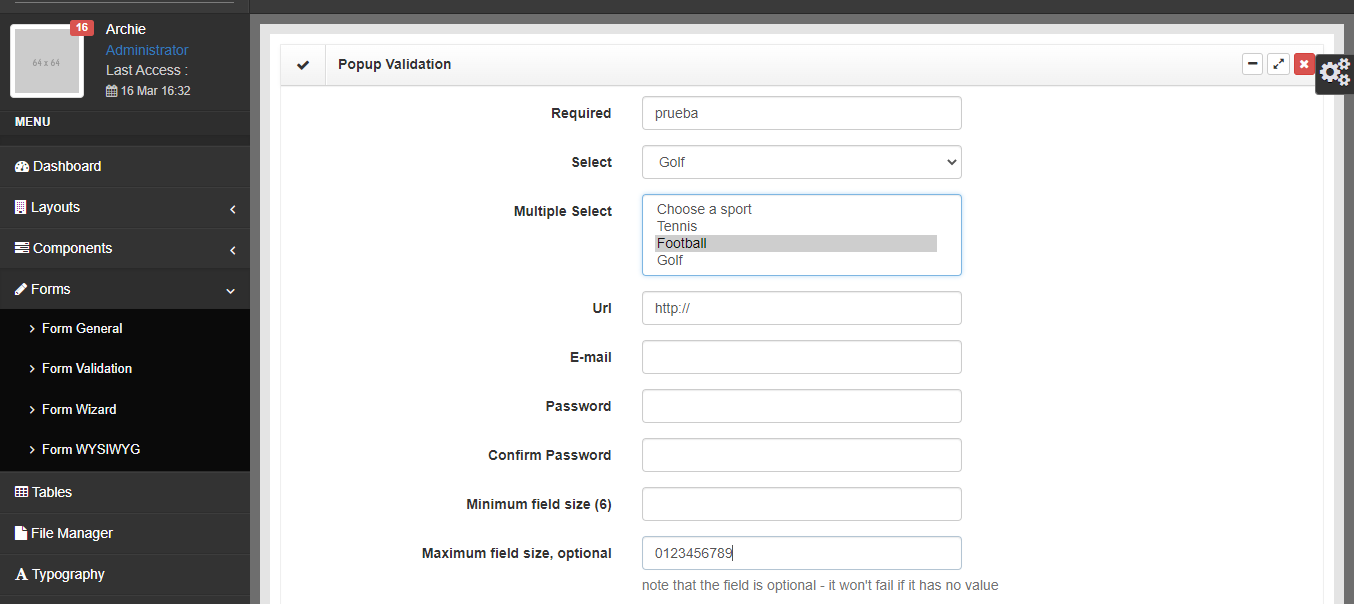 64 x 64
16
Archie
Administrator
Last Access :
16 Mar 16:32
MENU
Dashboard
Layouts
Components
Forms
Form General
Form Validation
Form Wizard
Form WYSIWYG
Tables
File Manager
Typography
Popup Validation
Required
prueba
Select
Golf
Multiple Select
Choose a sport
Tennis
Football
Golf
Url
http://
E-mail
Password
Confirm Password
Minimum field size (6)
Maximum field size, optional
0123456789
note that the field is optional - it won't fail if it has no value